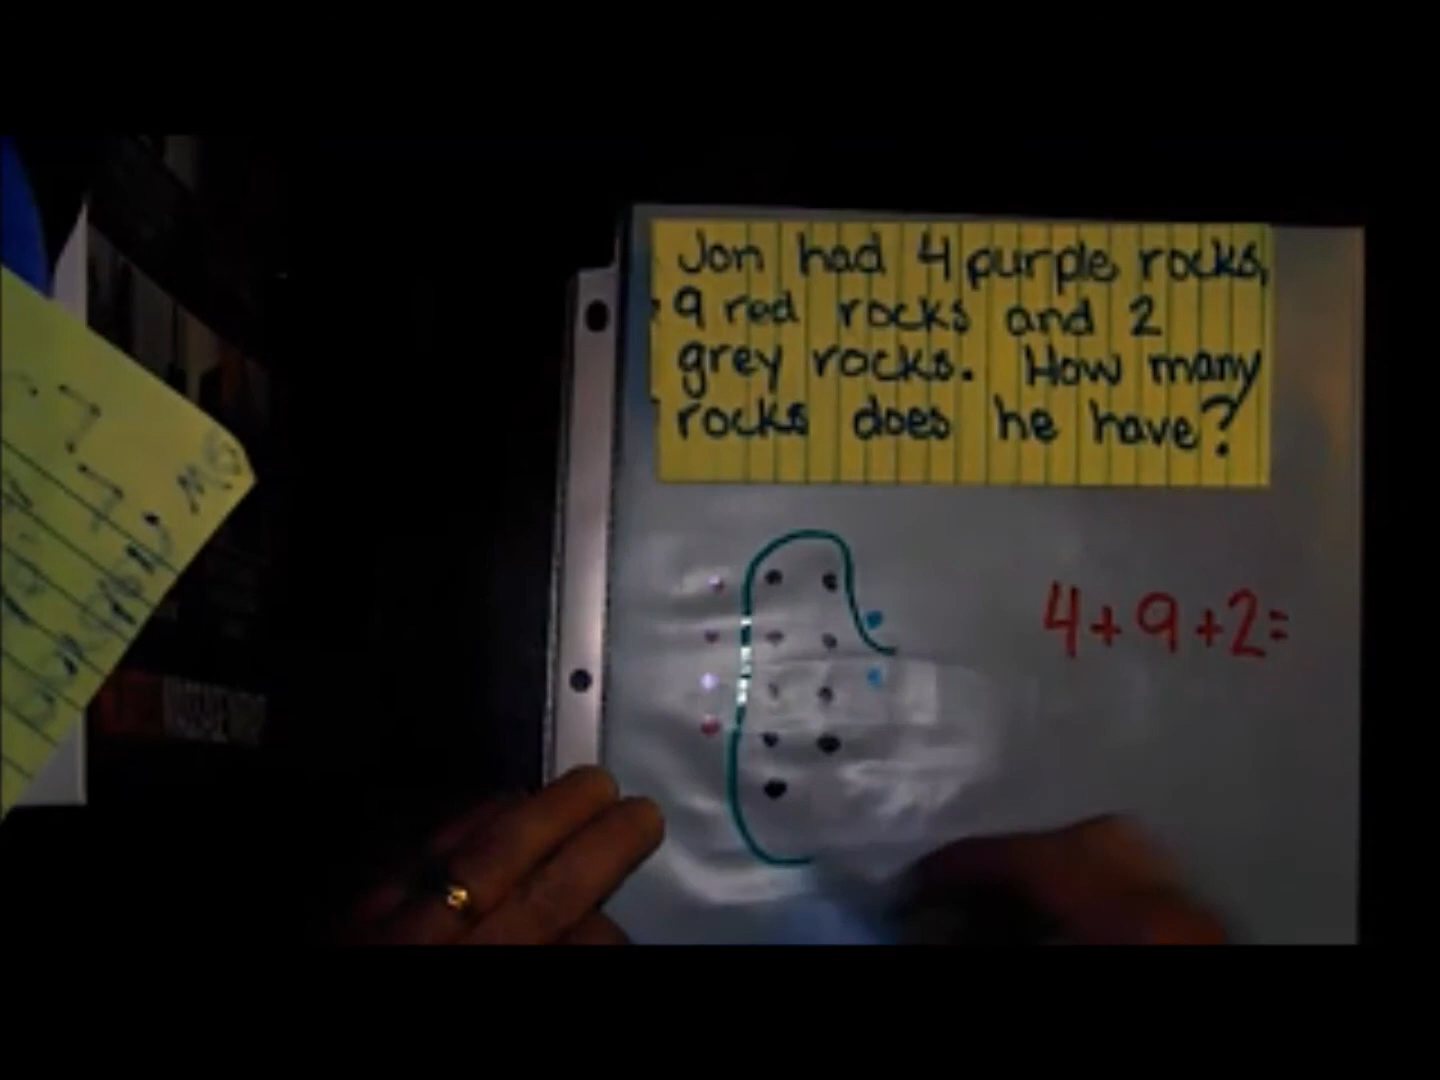 Jon had 4 purple rocks,
9 red rocks and 2
grey rocks. How many
rocks does he have?
4+9+2=